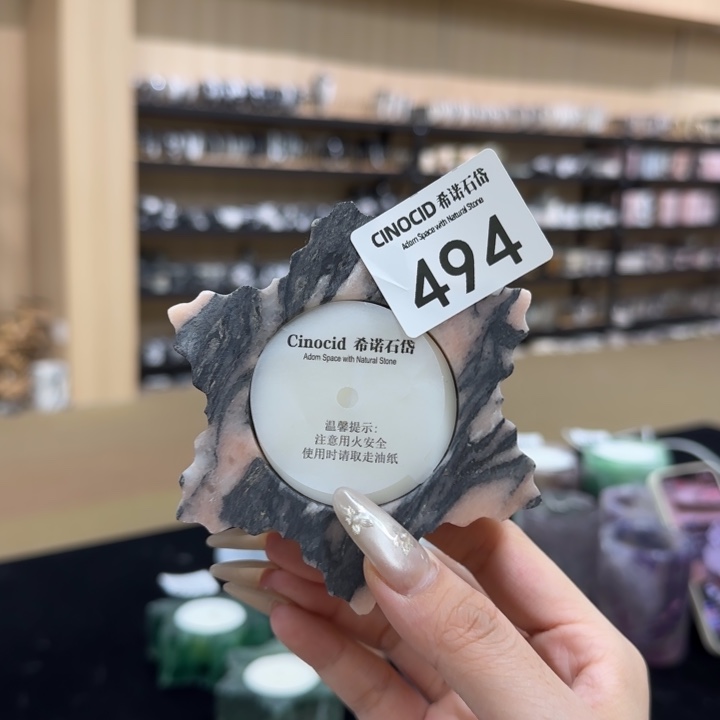 CINOCID 希诺石岱
Adorn Space with Natural Stone
494
Cinocid 希诺石岱
Adorn Space with Natural Stone
温馨提示:
注意用火安全
使用时请取走油纸